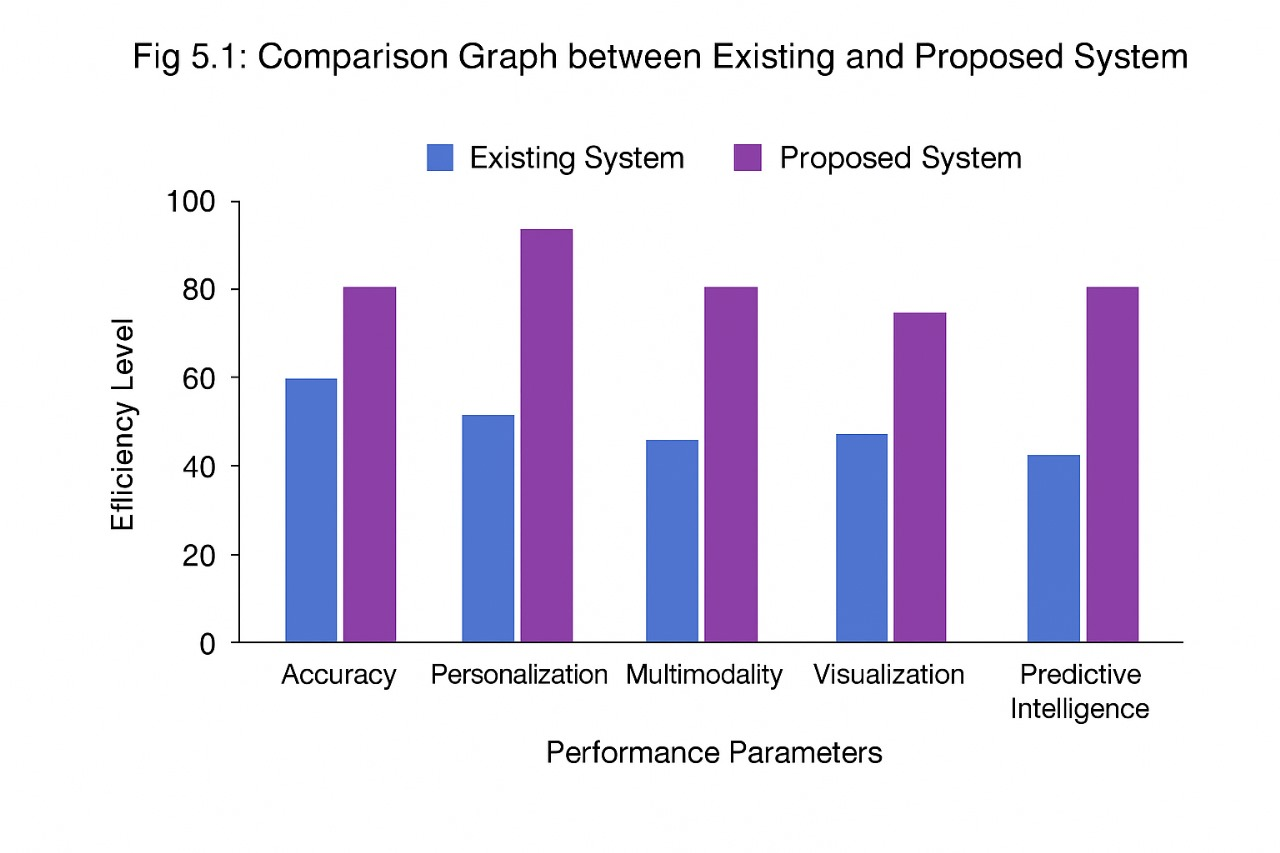 Fig 5.1: Comparison Graph between Existing and Proposed System
Existing System Proposed System
100
80
60
40
20
0
Efliciency Level
Accuracy Personalization Multimodality Visualization Predictive
Intelligence
Performance Parameters